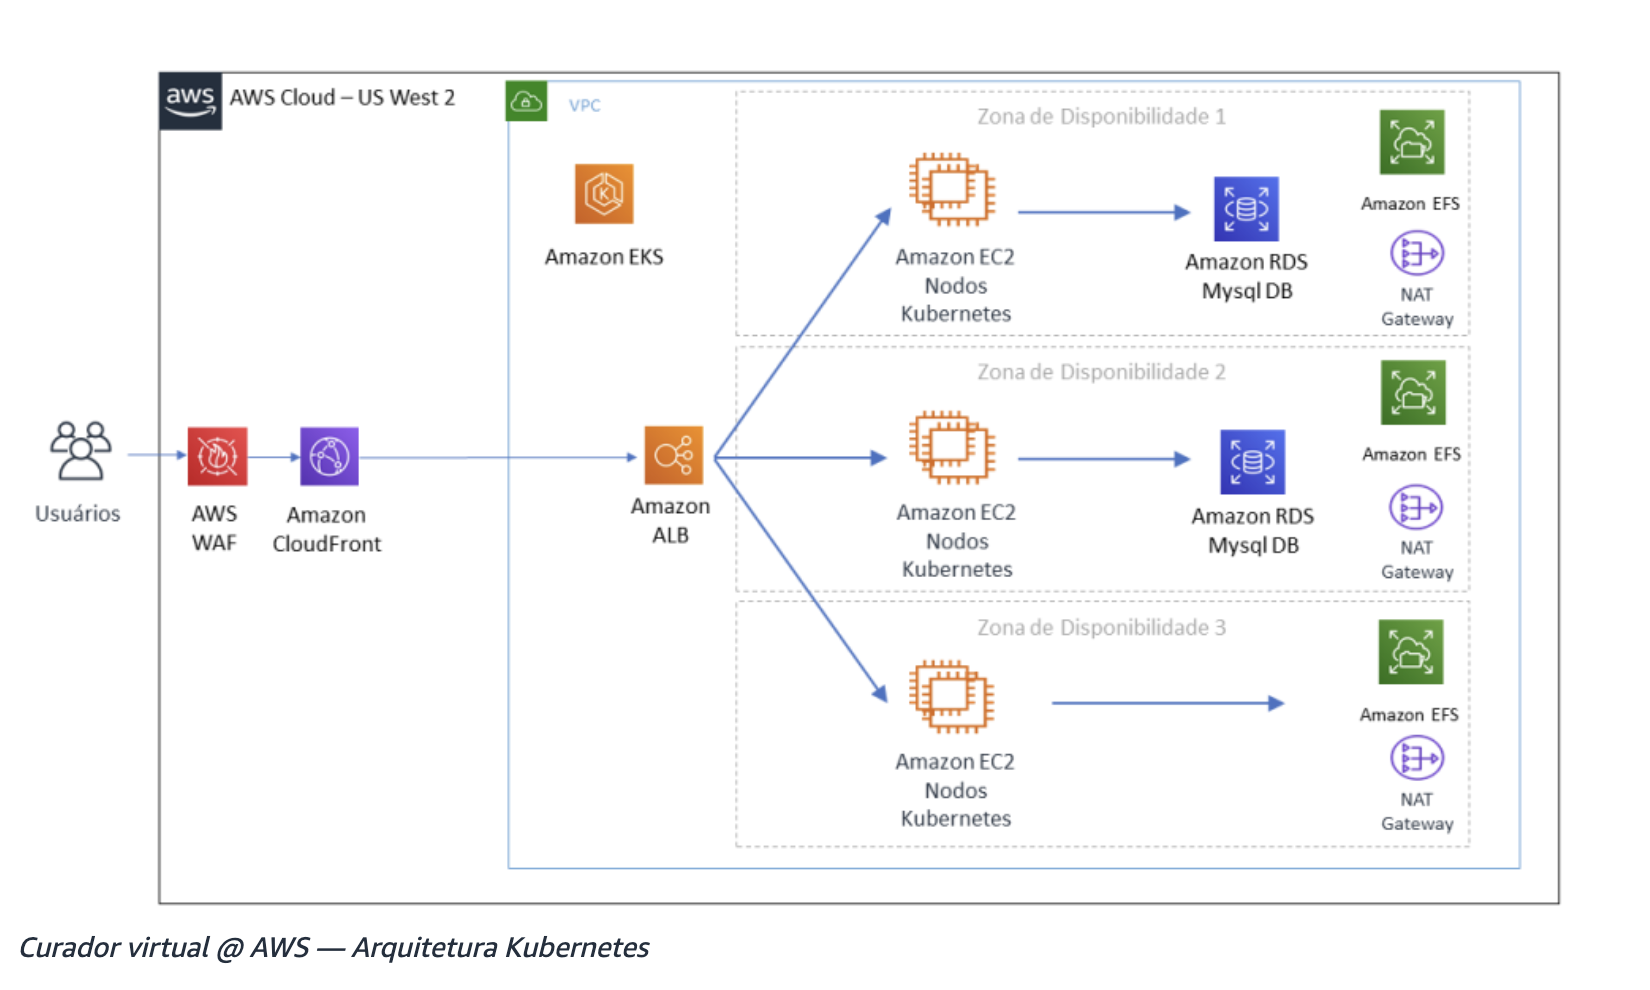 aws
AWS Cloud – US West 2
VPC
Amazon EKS
Usuários
AWS
WAF
Amazon
CloudFront
Amazon
ALB
Zona de Disponibilidade 1
Amazon EC2
Nodos
Kubernetes
Amazon RDS
Mysql DB
Amazon EFS
NAT
Gateway
Zona de Disponibilidade 2
Amazon EC2
Nodos
Kubernetes
Amazon RDS
Mysql DB
Amazon EFS
NAT
Gateway
Zona de Disponibilidade 3
Amazon EC2
Nodos
Kubernetes
Amazon EFS
NAT
Gateway
Curador virtual @ AWS — Arquitetura Kubernetes